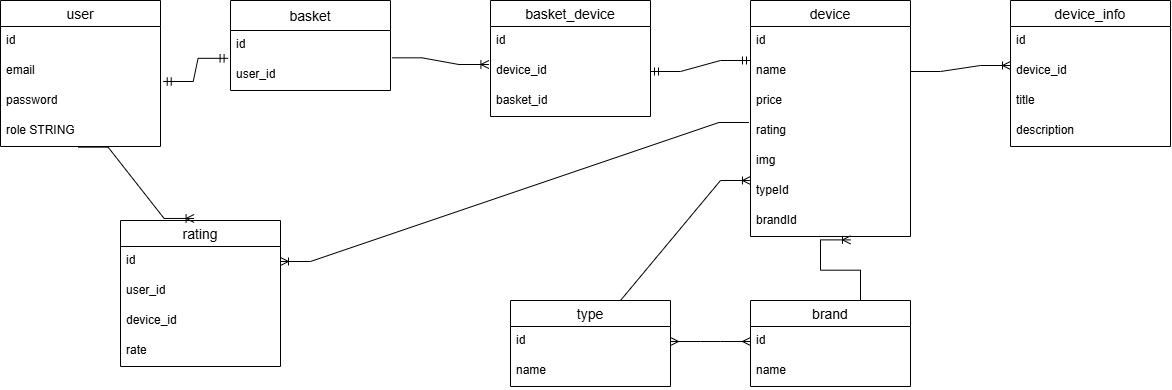 user
id
email
password
role STRING
basket
id
user_id
basket_device
id
device_id
basket_id
device
id
name
price
rating
img
typeId
brandId
device_info
id
device_id
title
description
rating
id
user_id
device_id
rate
type
id
name
brand
id
name